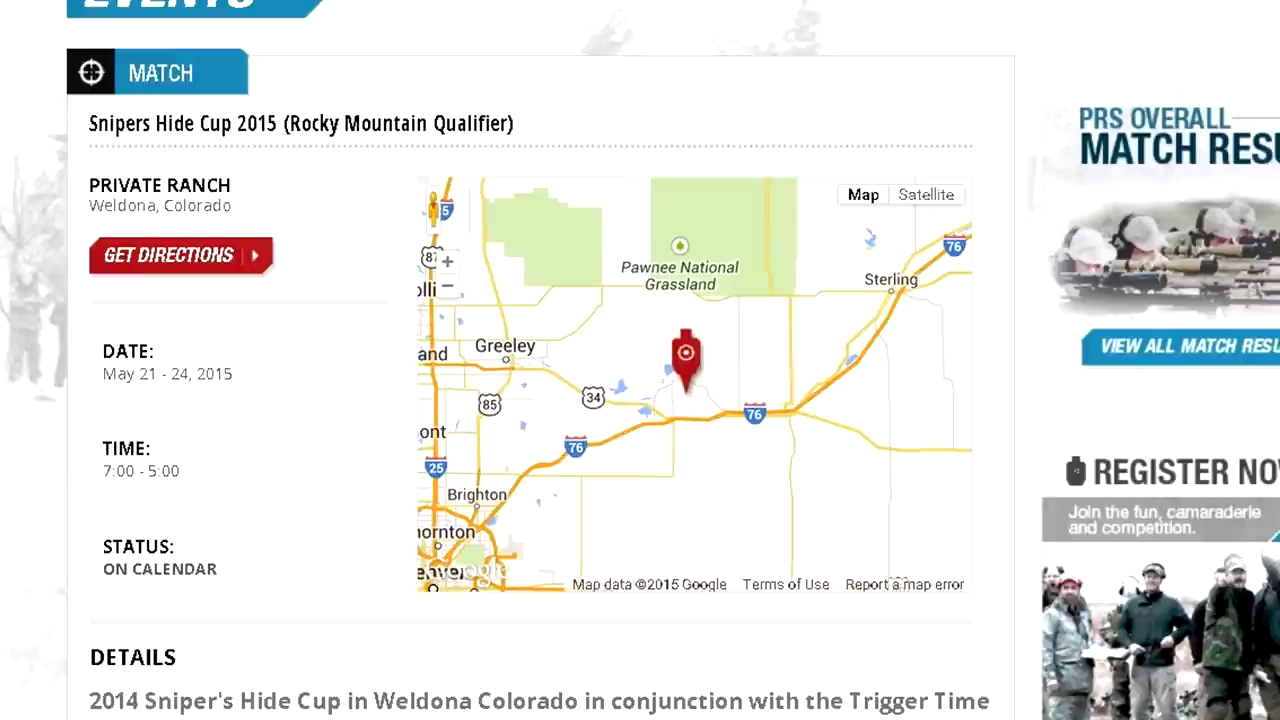 EVENTS
MATCH
Snipers Hide Cup 2015 (Rocky Mountain Qualifier)
PRIVATE RANCH
Weldona, Colorado
GET DIRECTIONS
DATE:
May 21 - 24, 2015
TIME:
7:00 - 5:00
STATUS:
ON CALENDAR
Map Satellite
5
87
+
−
Pawnee National
Grassland
76
Sterling
Greeley
34
85
76
76
25
Brighton
Google
Map data ©2015 Google Terms of Use Report a map error
DETAILS
2014 Sniper's Hide Cup in Weldona Colorado in conjunction with the Trigger Time
PRS OVERALL
MATCH RESU
VIEW ALL MATCH RESU
REGISTER NO
Join the fun, camaraderie
and competition.